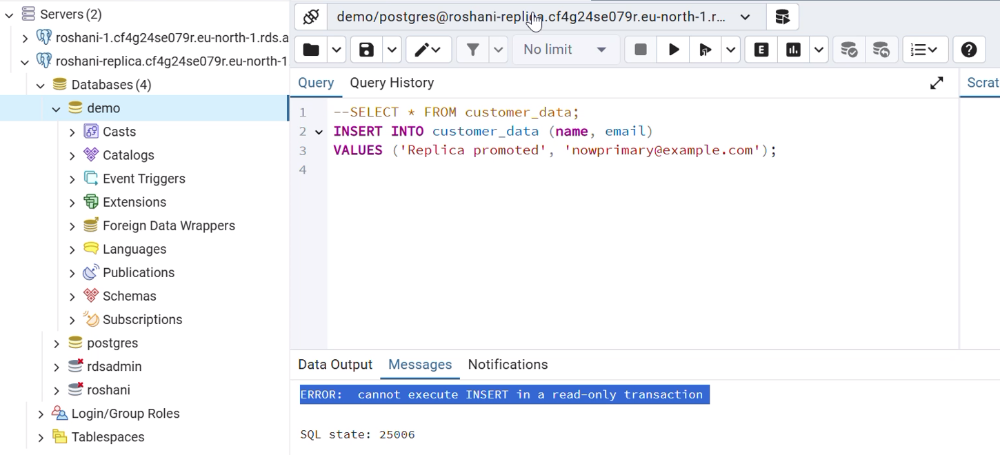 Servers (2)
roshani-1.cf4g24se079r.eu-north-1.rds.a
roshani-replica.cf4g24se079r.eu-north-1
Databases (4)
demo
Casts
Catalogs
Event Triggers
Extensions
Foreign Data Wrappers
Languages
Publications
Schemas
Subscriptions
postgres
rdsadmin
roshani
Login/Group Roles
Tablespaces
demo/postgres@roshani-replica.cf4g24se079r.eu-north-1.r...
No limit
E
Query Query History
Scrat
1 --SELECT * FROM customer_data;
2 INSERT INTO customer_data (name, email)
3 VALUES ('Replica promoted', 'nowprimary@example.com');
4
Data Output Messages Notifications
ERROR: cannot execute INSERT in a read-only transaction
SQL state: 25006